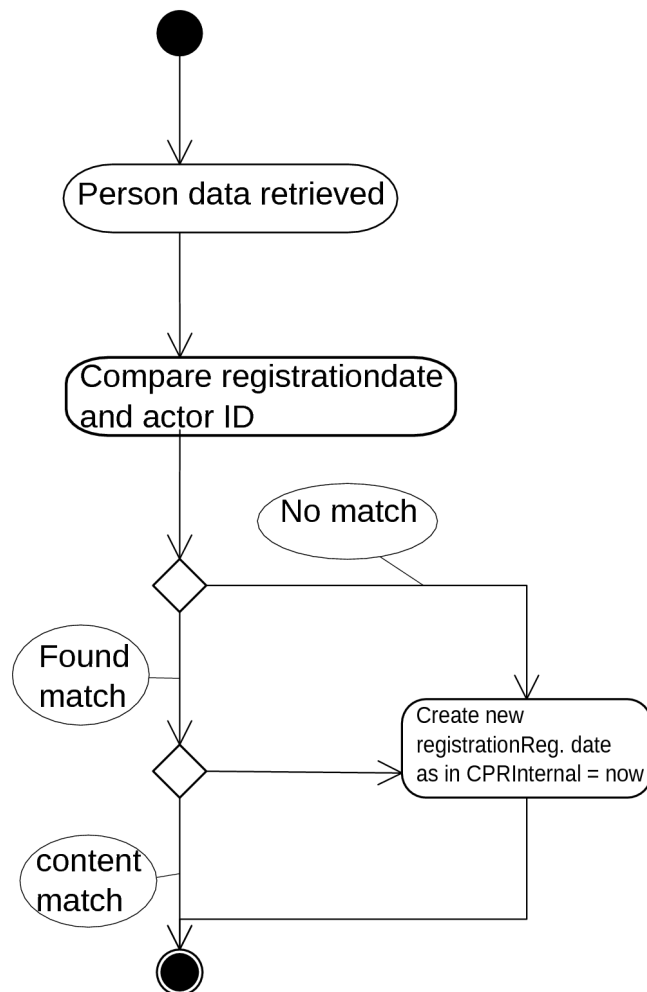 Person data retrieved
Compare registrationdate
and actor ID
No match
Found
match
Create new
registrationReg. date
as in CPRInternal = now
content
match